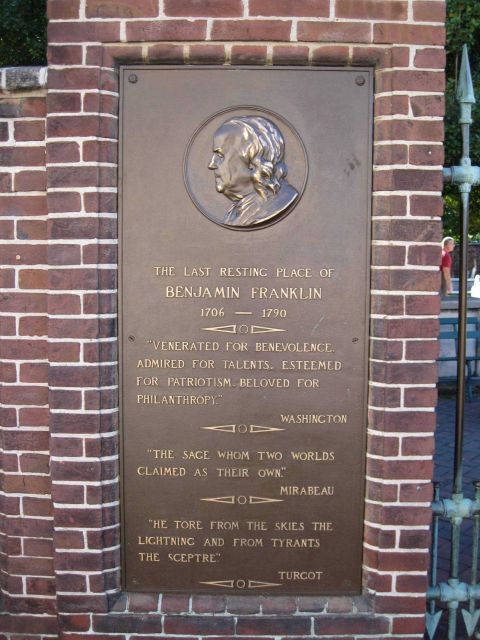 THE LAST RESTING PLACE OF
BENJAMIN FRANKLIN
1706 — 1790
"VENERATED FOR BENEVOLENCE,
ADMIRED FOR TALENTS, ESTEEMED
FOR PATRIOTISM, BELOVED FOR
PHILANTHROPY."
WASHINGTON
"THE SAGE WHOM TWO WORLDS
CLAIMED AS THEIR OWN."
MIRABEAU
"HE TORE FROM THE SKIES THE
LIGHTNING AND FROM TYRANTS
THE SCEPTRE"
TURGOT